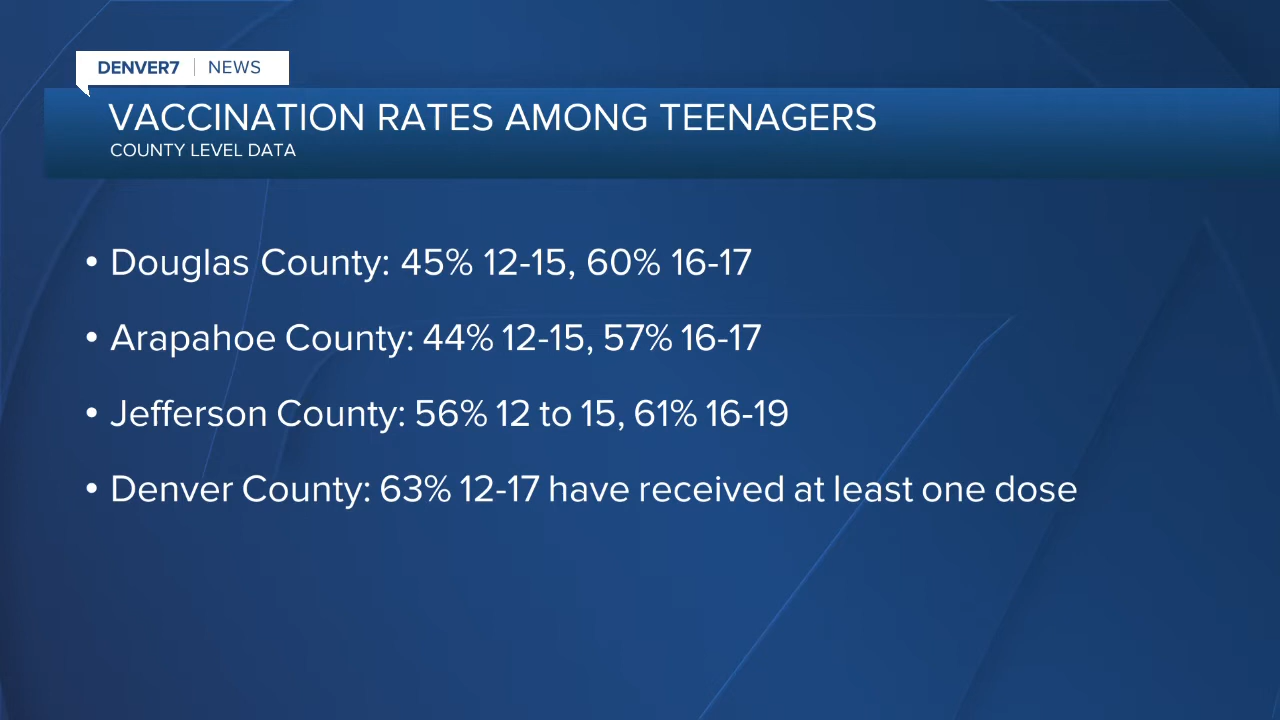 DENVER7 | NEWS
VACCINATION RATES AMONG TEENAGERS
COUNTY LEVEL DATA
• Douglas County: 45% 12-15, 60% 16-17
• Arapahoe County: 44% 12-15, 57% 16-17
• Jefferson County: 56% 12 to 15, 61% 16-19
• Denver County: 63% 12-17 have received at least one dose